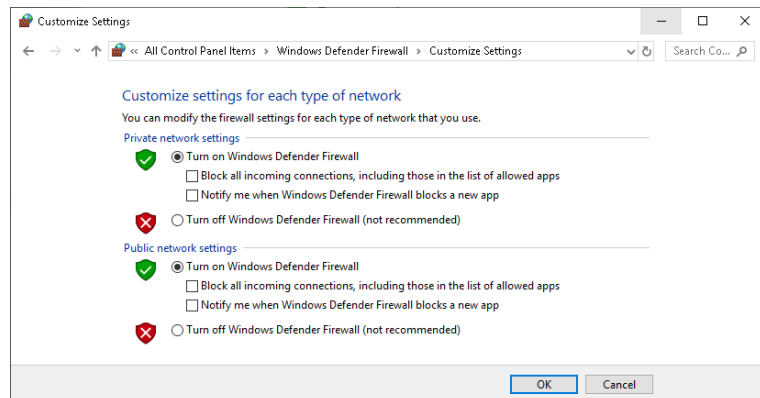 Customize Settings
« All Control Panel Items > Windows Defender Firewall > Customize Settings
Search Co...
Customize settings for each type of network
You can modify the firewall settings for each type of network that you use.
Private network settings
Turn on Windows Defender Firewall
Block all incoming connections, including those in the list of allowed apps
Notify me when Windows Defender Firewall blocks a new app
Turn off Windows Defender Firewall (not recommended)
Public network settings
Turn on Windows Defender Firewall
Block all incoming connections, including those in the list of allowed apps
Notify me when Windows Defender Firewall blocks a new app
Turn off Windows Defender Firewall (not recommended)
OK Cancel